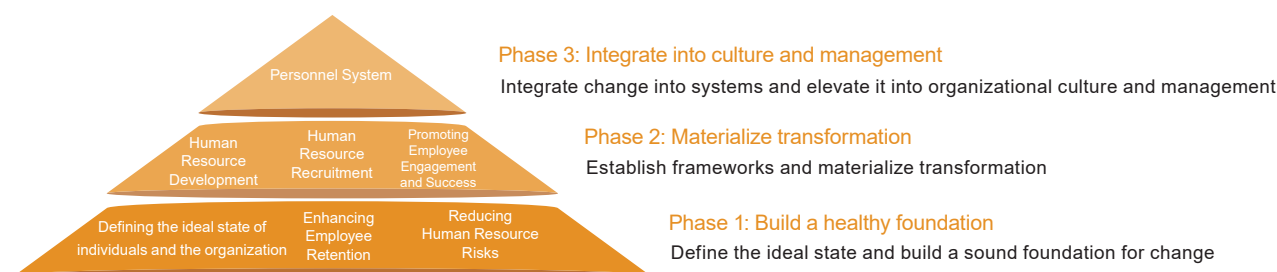 Personnel System
Phase 3: Integrate into culture and management
Integrate change into systems and elevate it into organizational culture and management
Human
Resource
Development
Human
Resource
Recruitment
Promoting
Employee
Engagement
and Success
Phase 2: Materialize transformation
Establish frameworks and materialize transformation
Defining the ideal state of
individuals and the organization
Enhancing
Employee
Retention
Reducing
Human Resource
Risks
Phase 1: Build a healthy foundation
Define the ideal state and build a sound foundation for change